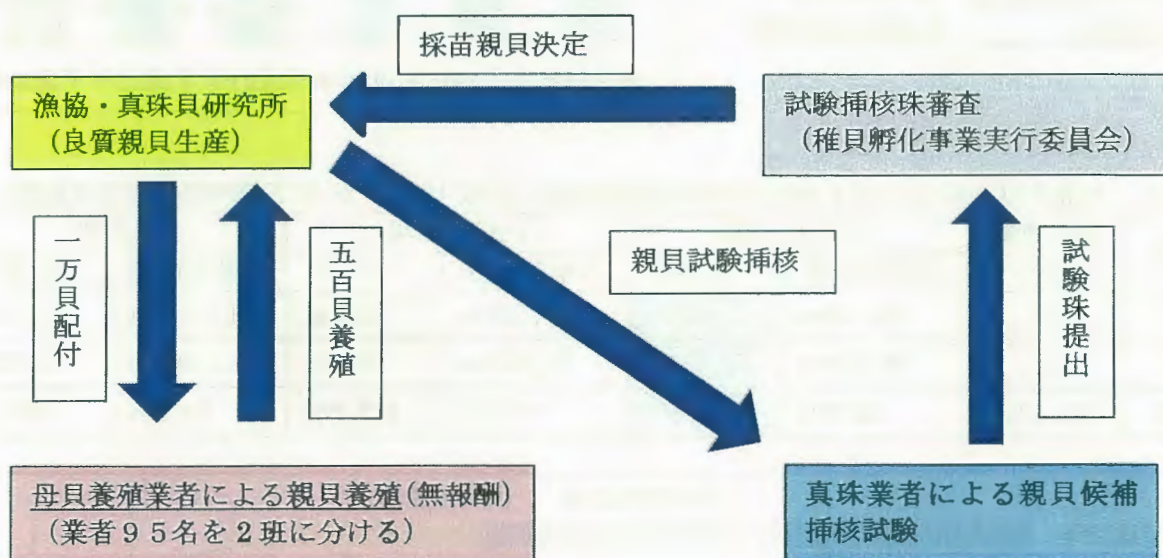 採苗親貝決定
漁協・真珠貝研究所
（良質親貝生産）
試験挿核珠審査
（稚貝孵化事業実行委員会）
一万貝配付
五百貝養殖
親貝試験挿核
試験珠提出
母貝養殖業者による親貝養殖(無報酬)
（業者９５名を２班に分ける）
真珠業者による親貝候補
挿核試験